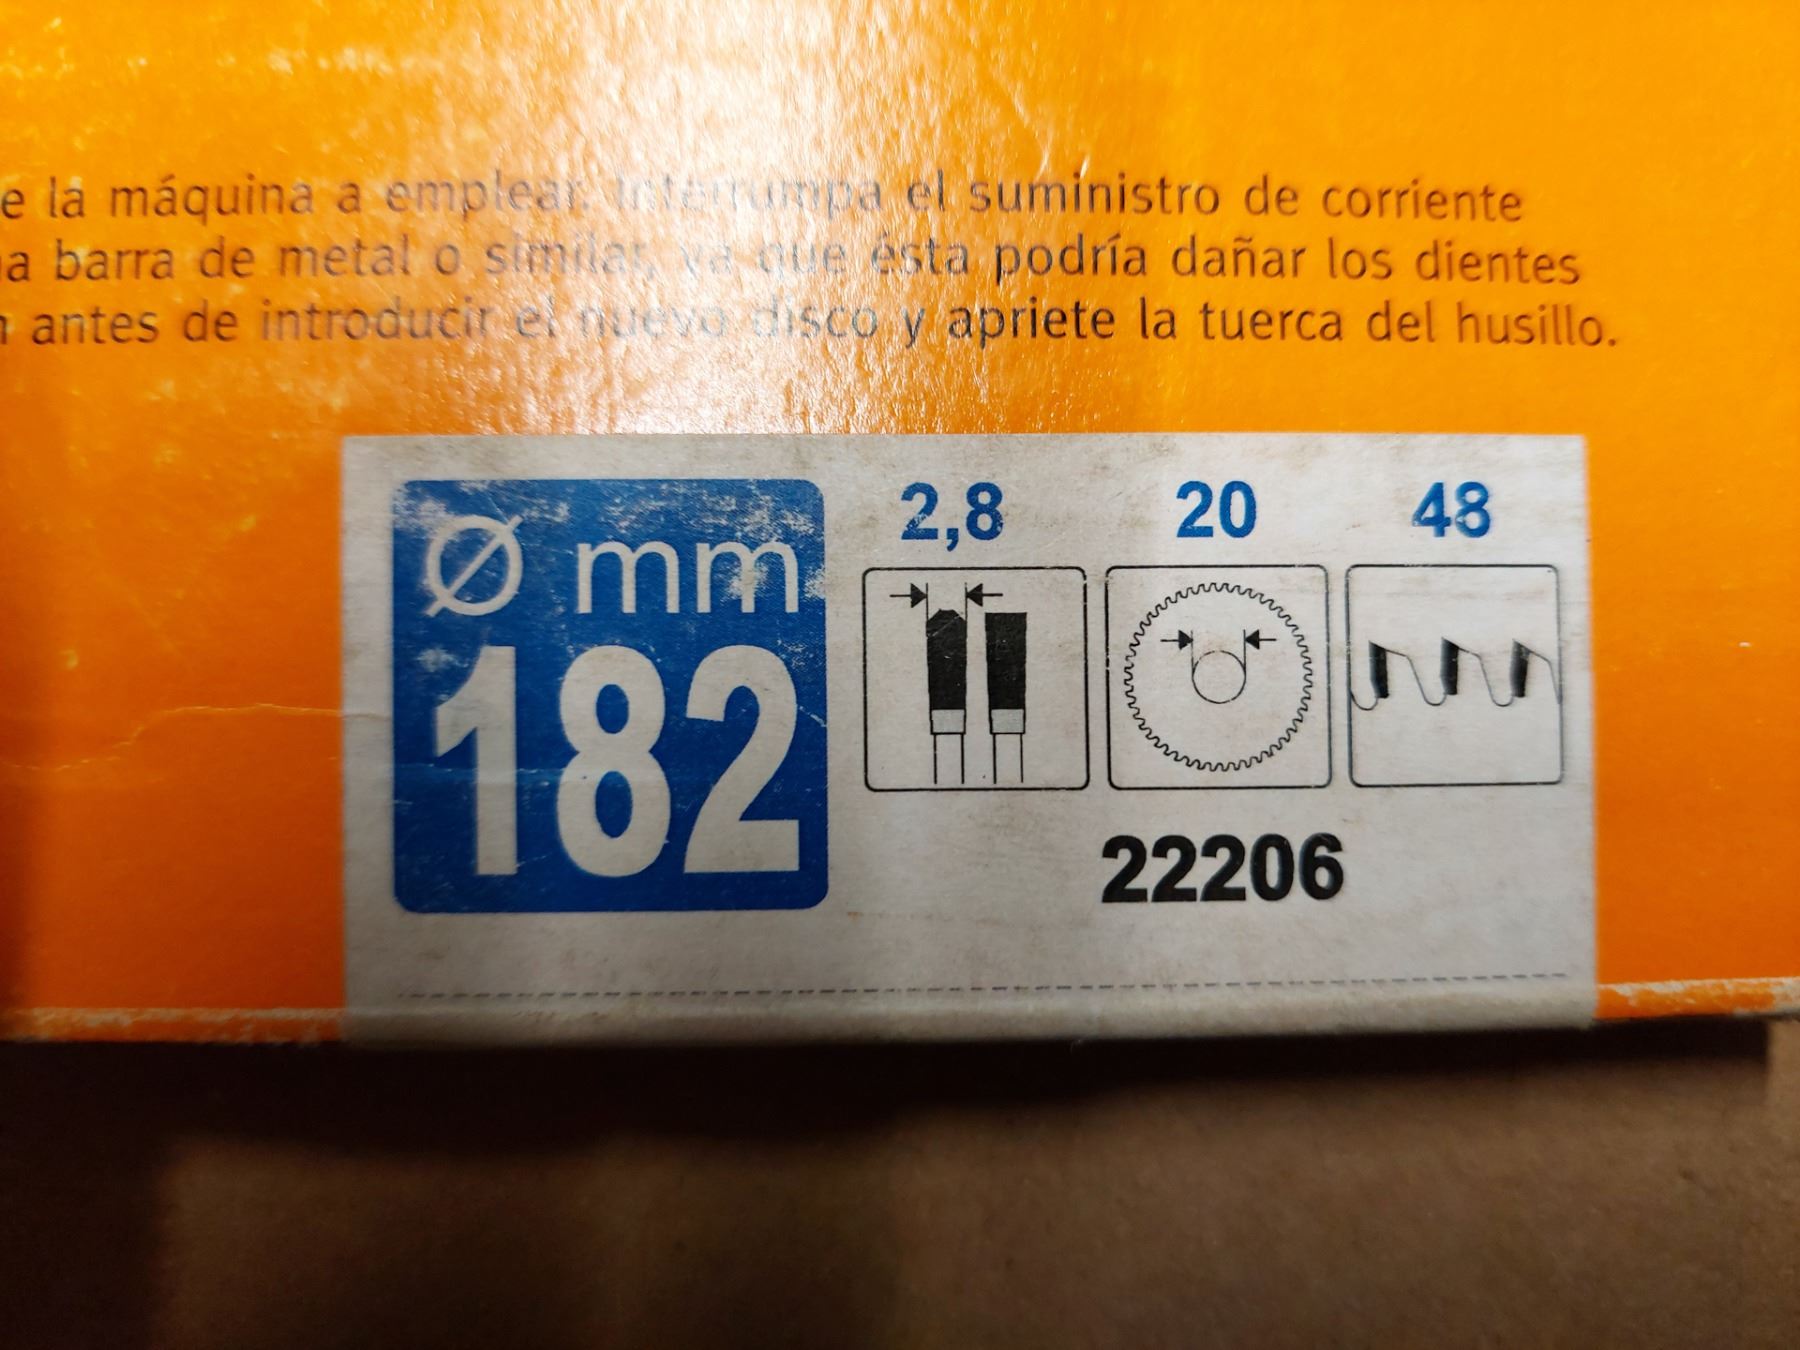 e la máquina a emplear. Interrumpa el suministro de corriente
a barra de metal o similar, ya que ésta podría dañar los dientes
antes de introducir el nuevo disco y apriete la tuerca del husillo.
Ø mm
182
2,8
20
48
22206